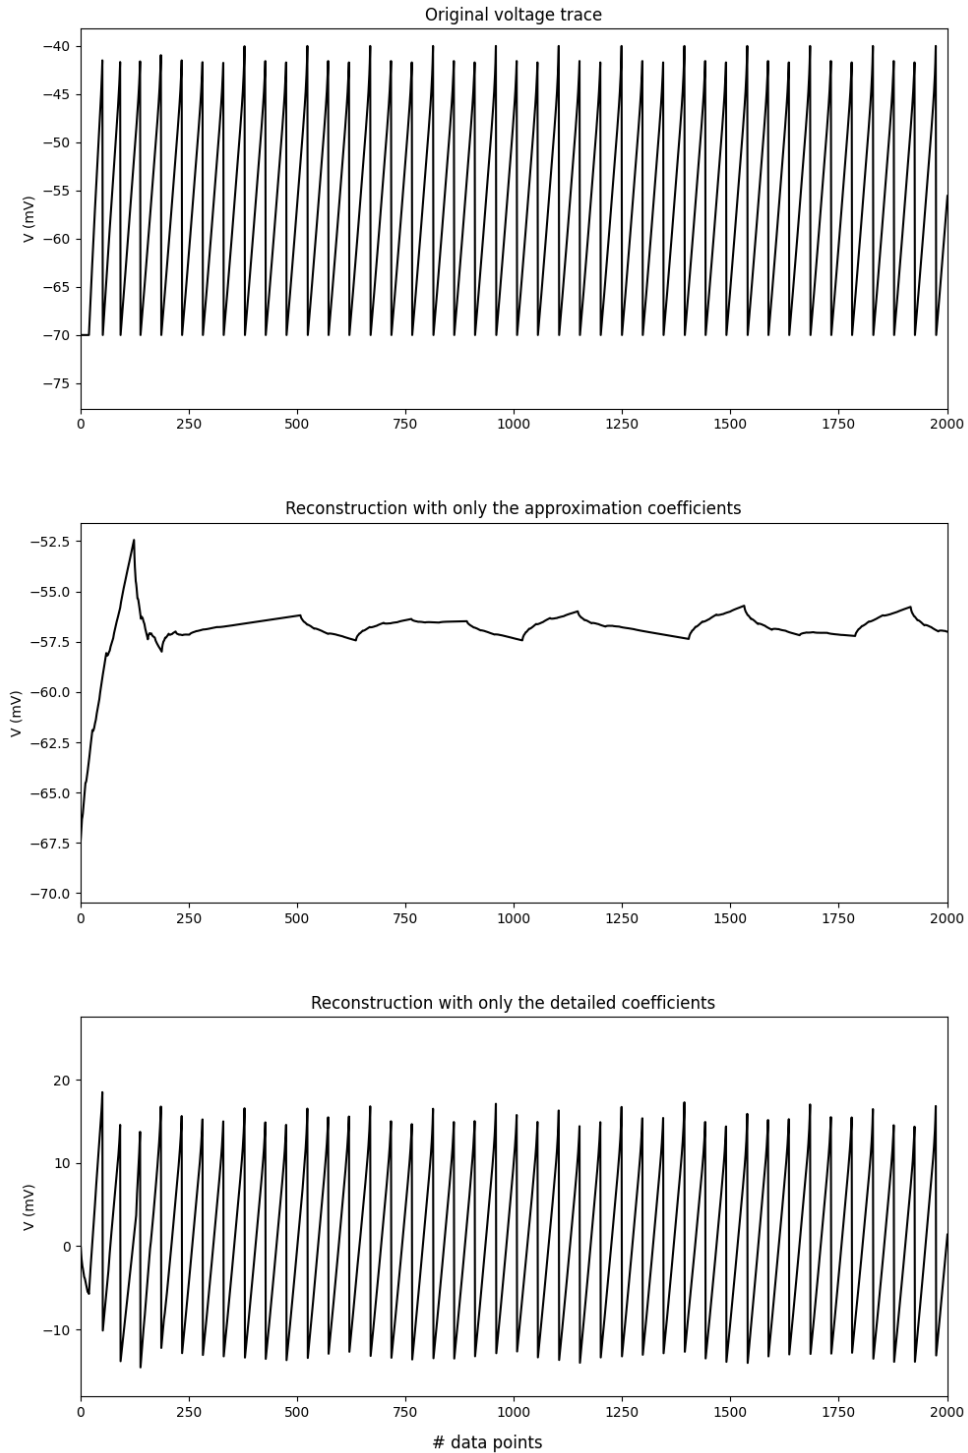 Original voltage trace
V (mV)
−40
−45
−50
−55
−60
−65
−70
−75
0 250 500 750 1000 1250 1500 1750 2000
Reconstruction with only the approximation coefficients
V (mV)
−52.5
−55.0
−57.5
−60.0
−62.5
−65.0
−67.5
−70.0
0 250 500 750 1000 1250 1500 1750 2000
Reconstruction with only the detailed coefficients
V (mV)
20
10
0
−10
0 250 500 750 1000 1250 1500 1750 2000
# data points